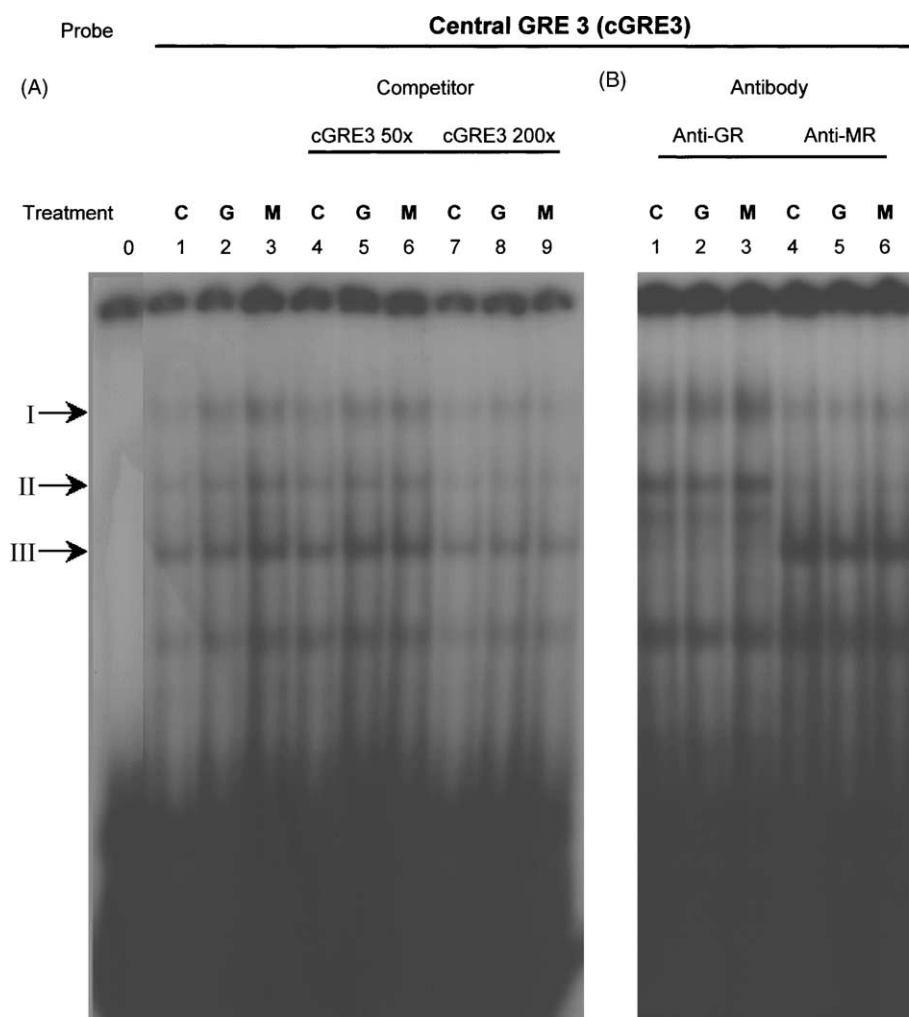 Probe Central GRE 3 (cGRE3)
(A) Competitor (B) Antibody
cGRE3 50x cGRE3 200x Anti-GR Anti-MR
Treatment C G M C G M C G M C G M C G M
0 1 2 3 4 5 6 7 8 9 1 2 3 4 5 6
I
II
III